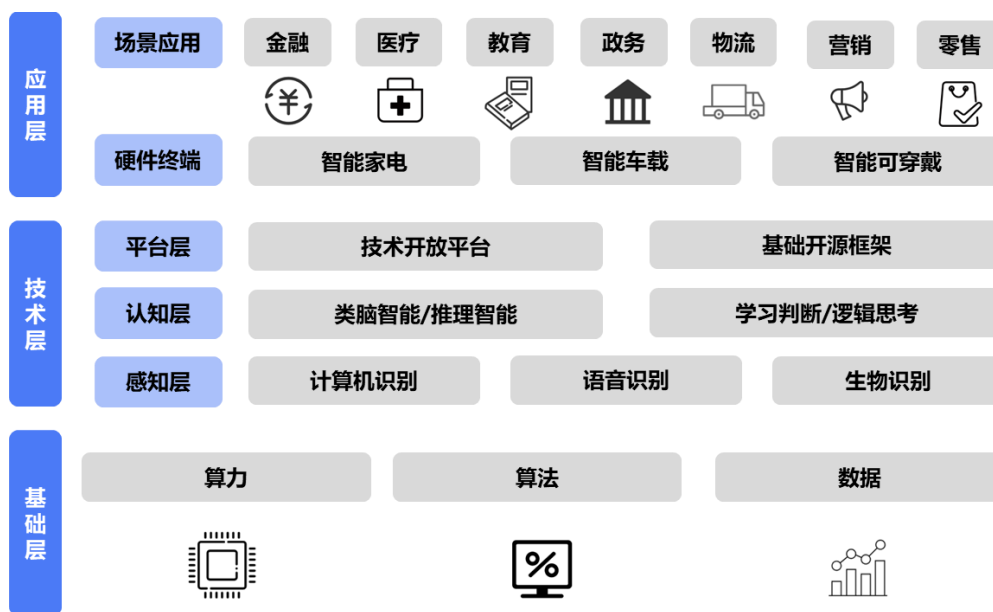 应用层
场景应用
金融
医疗
教育
政务
物流
营销
零售
¥
硬件终端
智能家电
智能车载
智能可穿戴
技术层
平台层
技术开放平台
基础开源框架
认知层
类脑智能/推理智能
学习判断/逻辑思考
感知层
计算机识别
语音识别
生物识别
基础层
算力
算法
数据
%